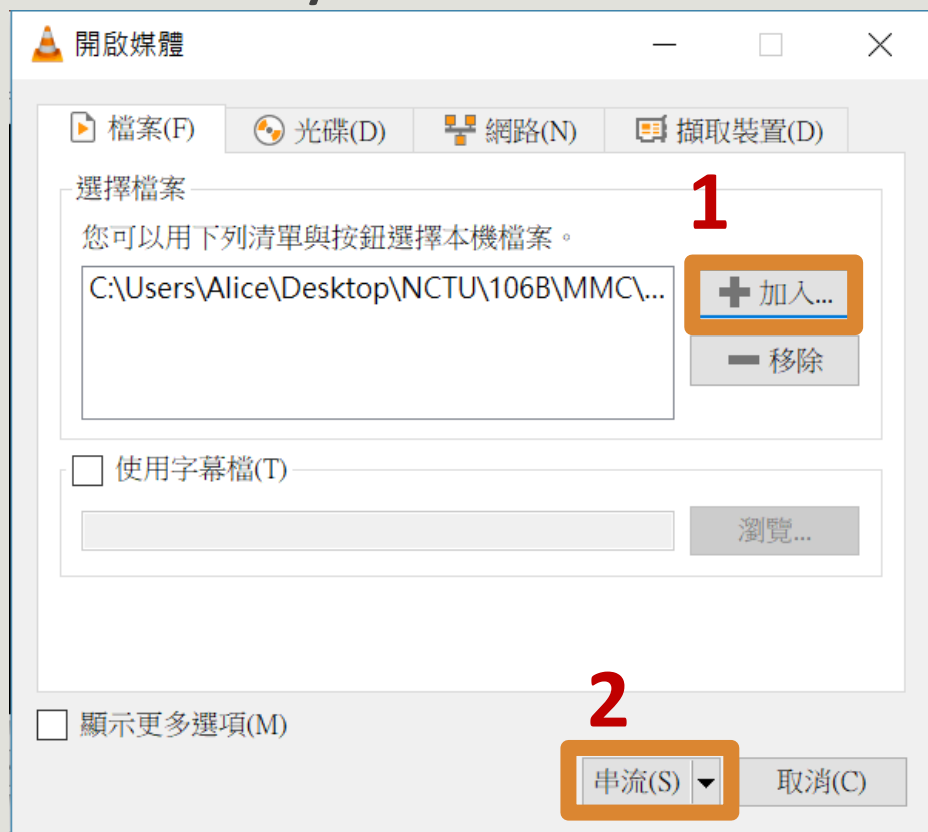 開啟媒體
檔案(F) 光碟(D) 網路(N) 擷取裝置(D)
選擇檔案
1
您可以用下列清單與按鈕選擇本機檔案。
C:\Users\Alice\Desktop\NCTU\106B\MMC\...
加入...
移除
使用字幕檔(T)
瀏覽...
顯示更多選項(M)
2
串流(S) 取消(C)